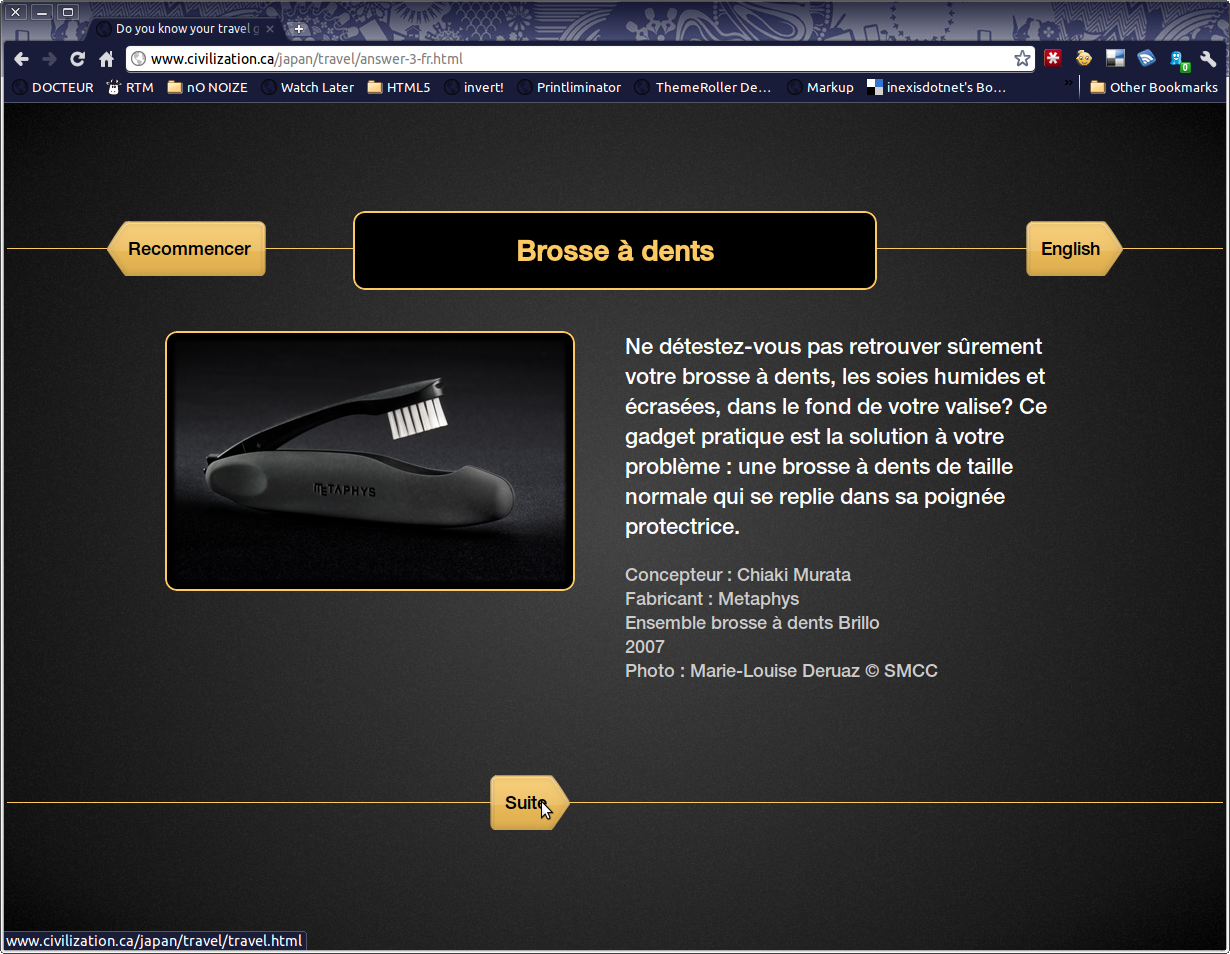 Do you know your travel g
www.civilization.ca/japan/travel/answer-3-fr.html
0
DOCTEUR RTM nO NOIZE Watch Later HTML5 invert! Printliminator ThemeRoller De... Markup inexisdotnet's Bo... » Other Bookmarks
Recommencer
Brosse à dents
English
METAPHYS
Ne détestez-vous pas retrouver sûrement
votre brosse à dents, les soies humides et
écrasées, dans le fond de votre valise? Ce
gadget pratique est la solution à votre
problème : une brosse à dents de taille
normale qui se replie dans sa poignée
protectrice.
Concepteur : Chiaki Murata
Fabricant : Metaphys
Ensemble brosse à dents Brillo
2007
Photo : Marie-Louise Deruaz © SMCC
Suite
www.civilization.ca/japan/travel/travel.html